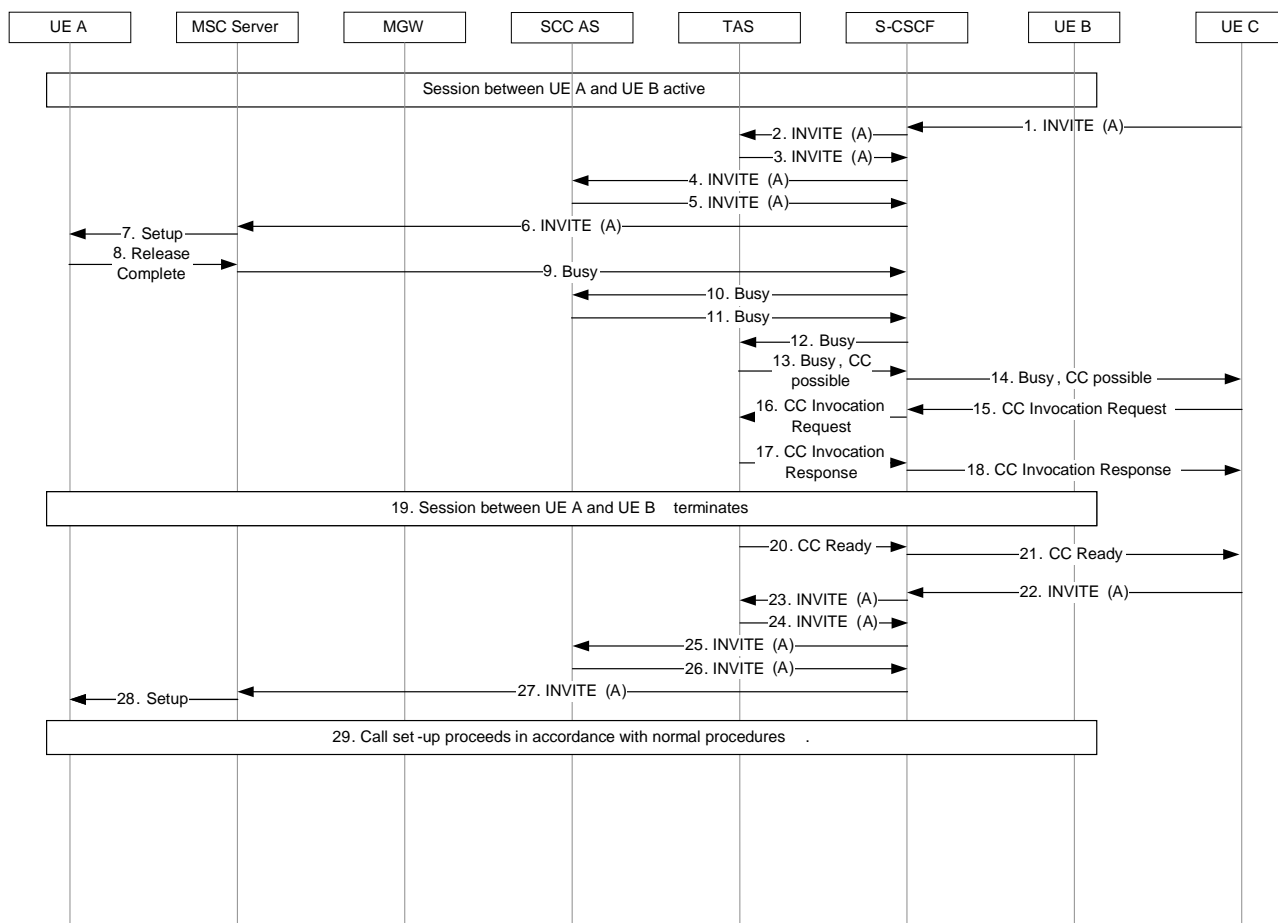 UE A
MSC Server
MGW
SCC AS
TAS
S-CSCF
UE B
UE C
Session between UE A and UE B active
1. INVITE (A)
2. INVITE (A)
3. INVITE (A)
4. INVITE (A)
5. INVITE (A)
6. INVITE (A)
7. Setup
8. Release
Complete
9. Busy
10. Busy
11. Busy
12. Busy
13. Busy, CC
possible
14. Busy, CC possible
15. CC Invocation Request
16. CC Invocation
Request
17. CC Invocation
Response
18. CC Invocation Response
19. Session between UE A and UE B terminates
20. CC Ready
21. CC Ready
22. INVITE (A)
23. INVITE (A)
24. INVITE (A)
25. INVITE (A)
26. INVITE (A)
27. INVITE (A)
28. Setup
29. Call set-up proceeds in accordance with normal procedures .